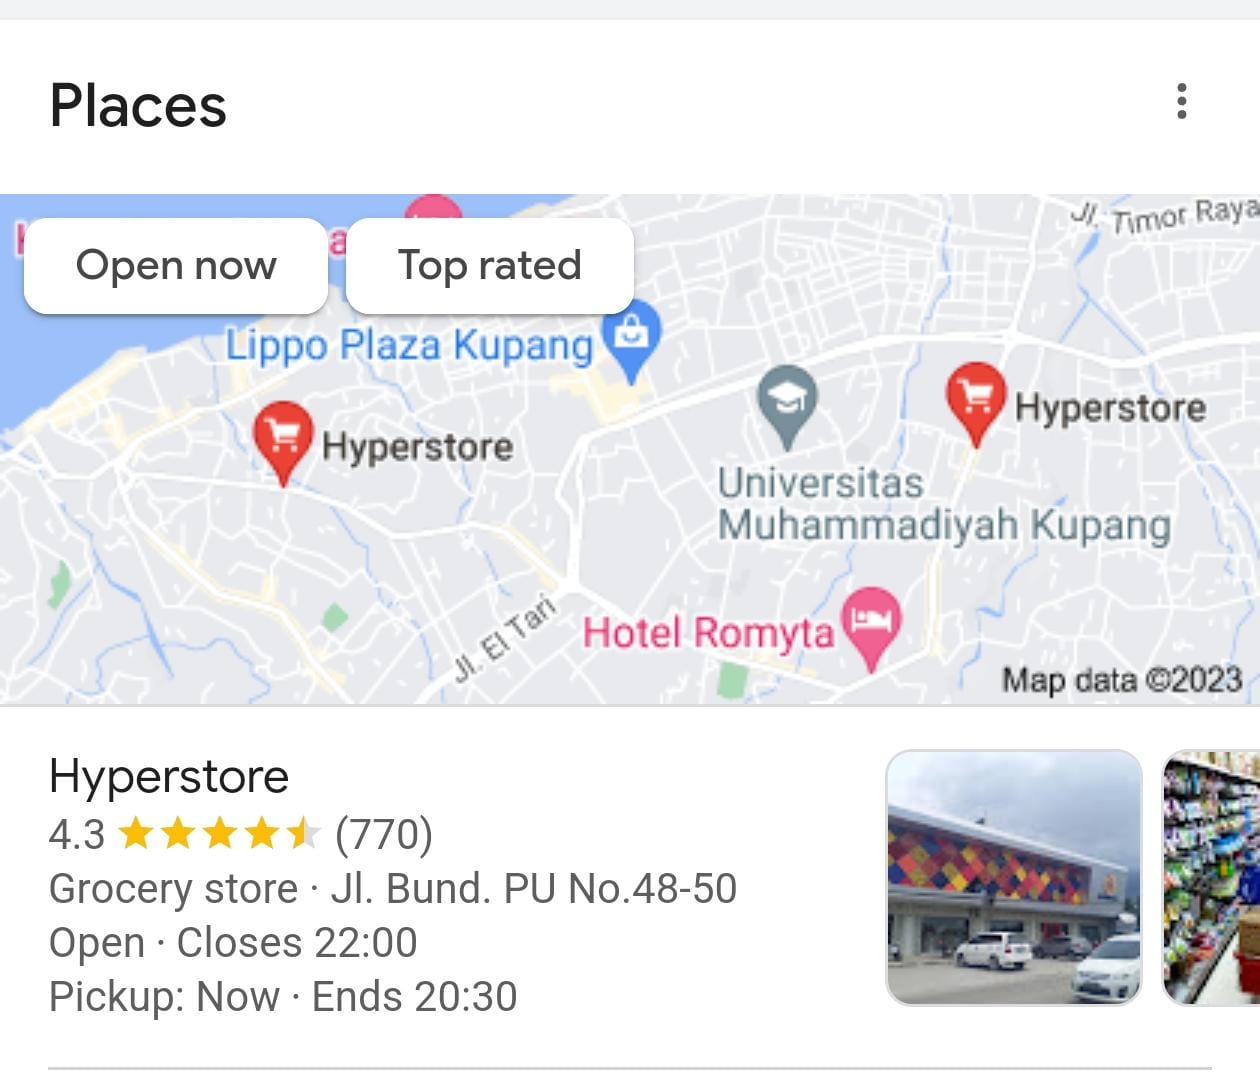 Places
Open now
Top rated
Jl. Timor Raya
Lippo Plaza Kupang
Hyperstore
Hyperstore
Universitas
Muhammadiyah Kupang
Jl. El Tari
Hotel Romyta
Map data ©2023
Hyperstore
4.3 (770)
Grocery store · Jl. Bund. PU No.48-50
Open · Closes 22:00
Pickup: Now · Ends 20:30